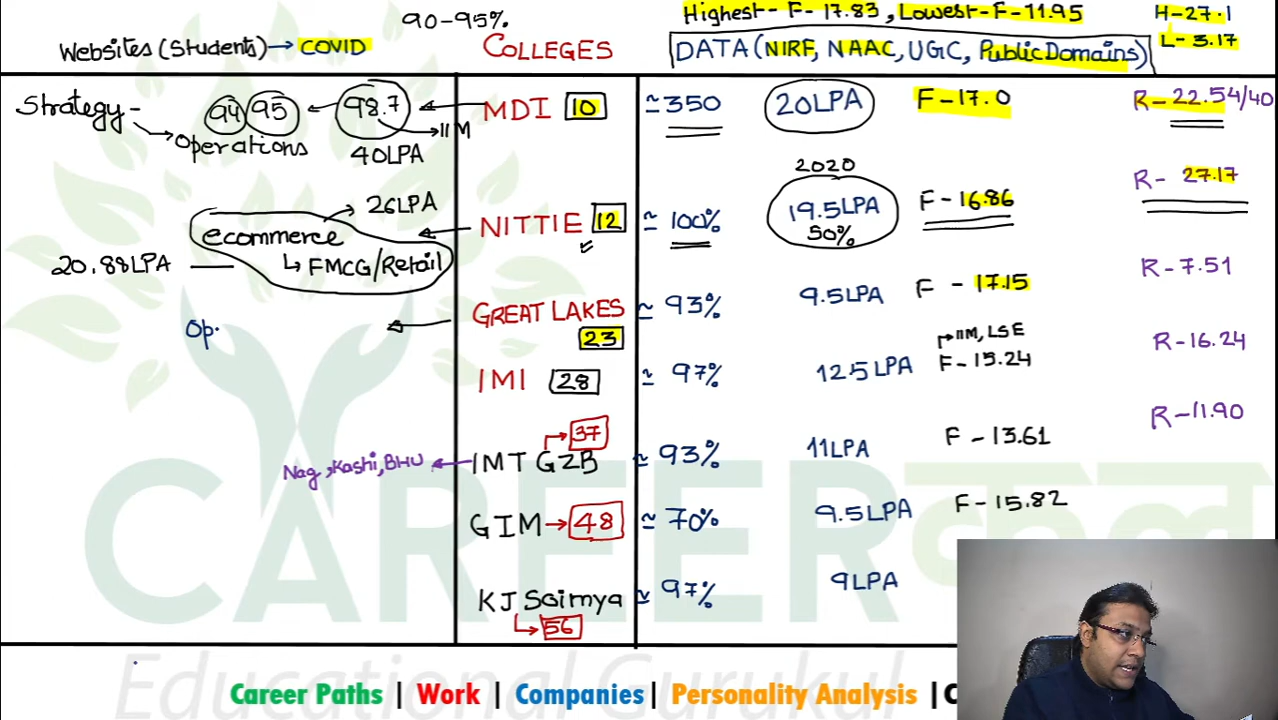 90-95%
Highest- F- 17.83, Lowest-F-11.95
H-27.1
Websites (Students) → COVID
COLLEGES
DATA (NIRF, NAAC, UGC, Public Domains)
L- 3.17
Strategy -
94 95 ← 98.7
MDI 10
≃350
20LPA
F-17.0
R-22.54/40
→ Operations
→ IIM
40LPA
2020
→ 26LPA
NITTIE 12
≃ 100%
19.5LPA
50%
F-16.86
R- 27.17
ecommerce
↳ FMCG/Retail
20.88LPA
GREAT LAKES
23
≃ 93%
9.5LPA
F - 17.15
R-7.51
Op.
IMI 28
≃ 97%
12.5 LPA
IIM, LSE
F-15.24
R-16.24
37
Nag, Kashi, BHU ← IMT GZB
≃ 93%
11LPA
F - 13.61
R-11.90
GIM → 48
≃ 70%
9.5LPA
F-15.82
KJ Soimya
56
≃ 97%
9LPA
CAREER
Educational Gurukul
Career Paths | Work | Companies | Personality Analysis | C